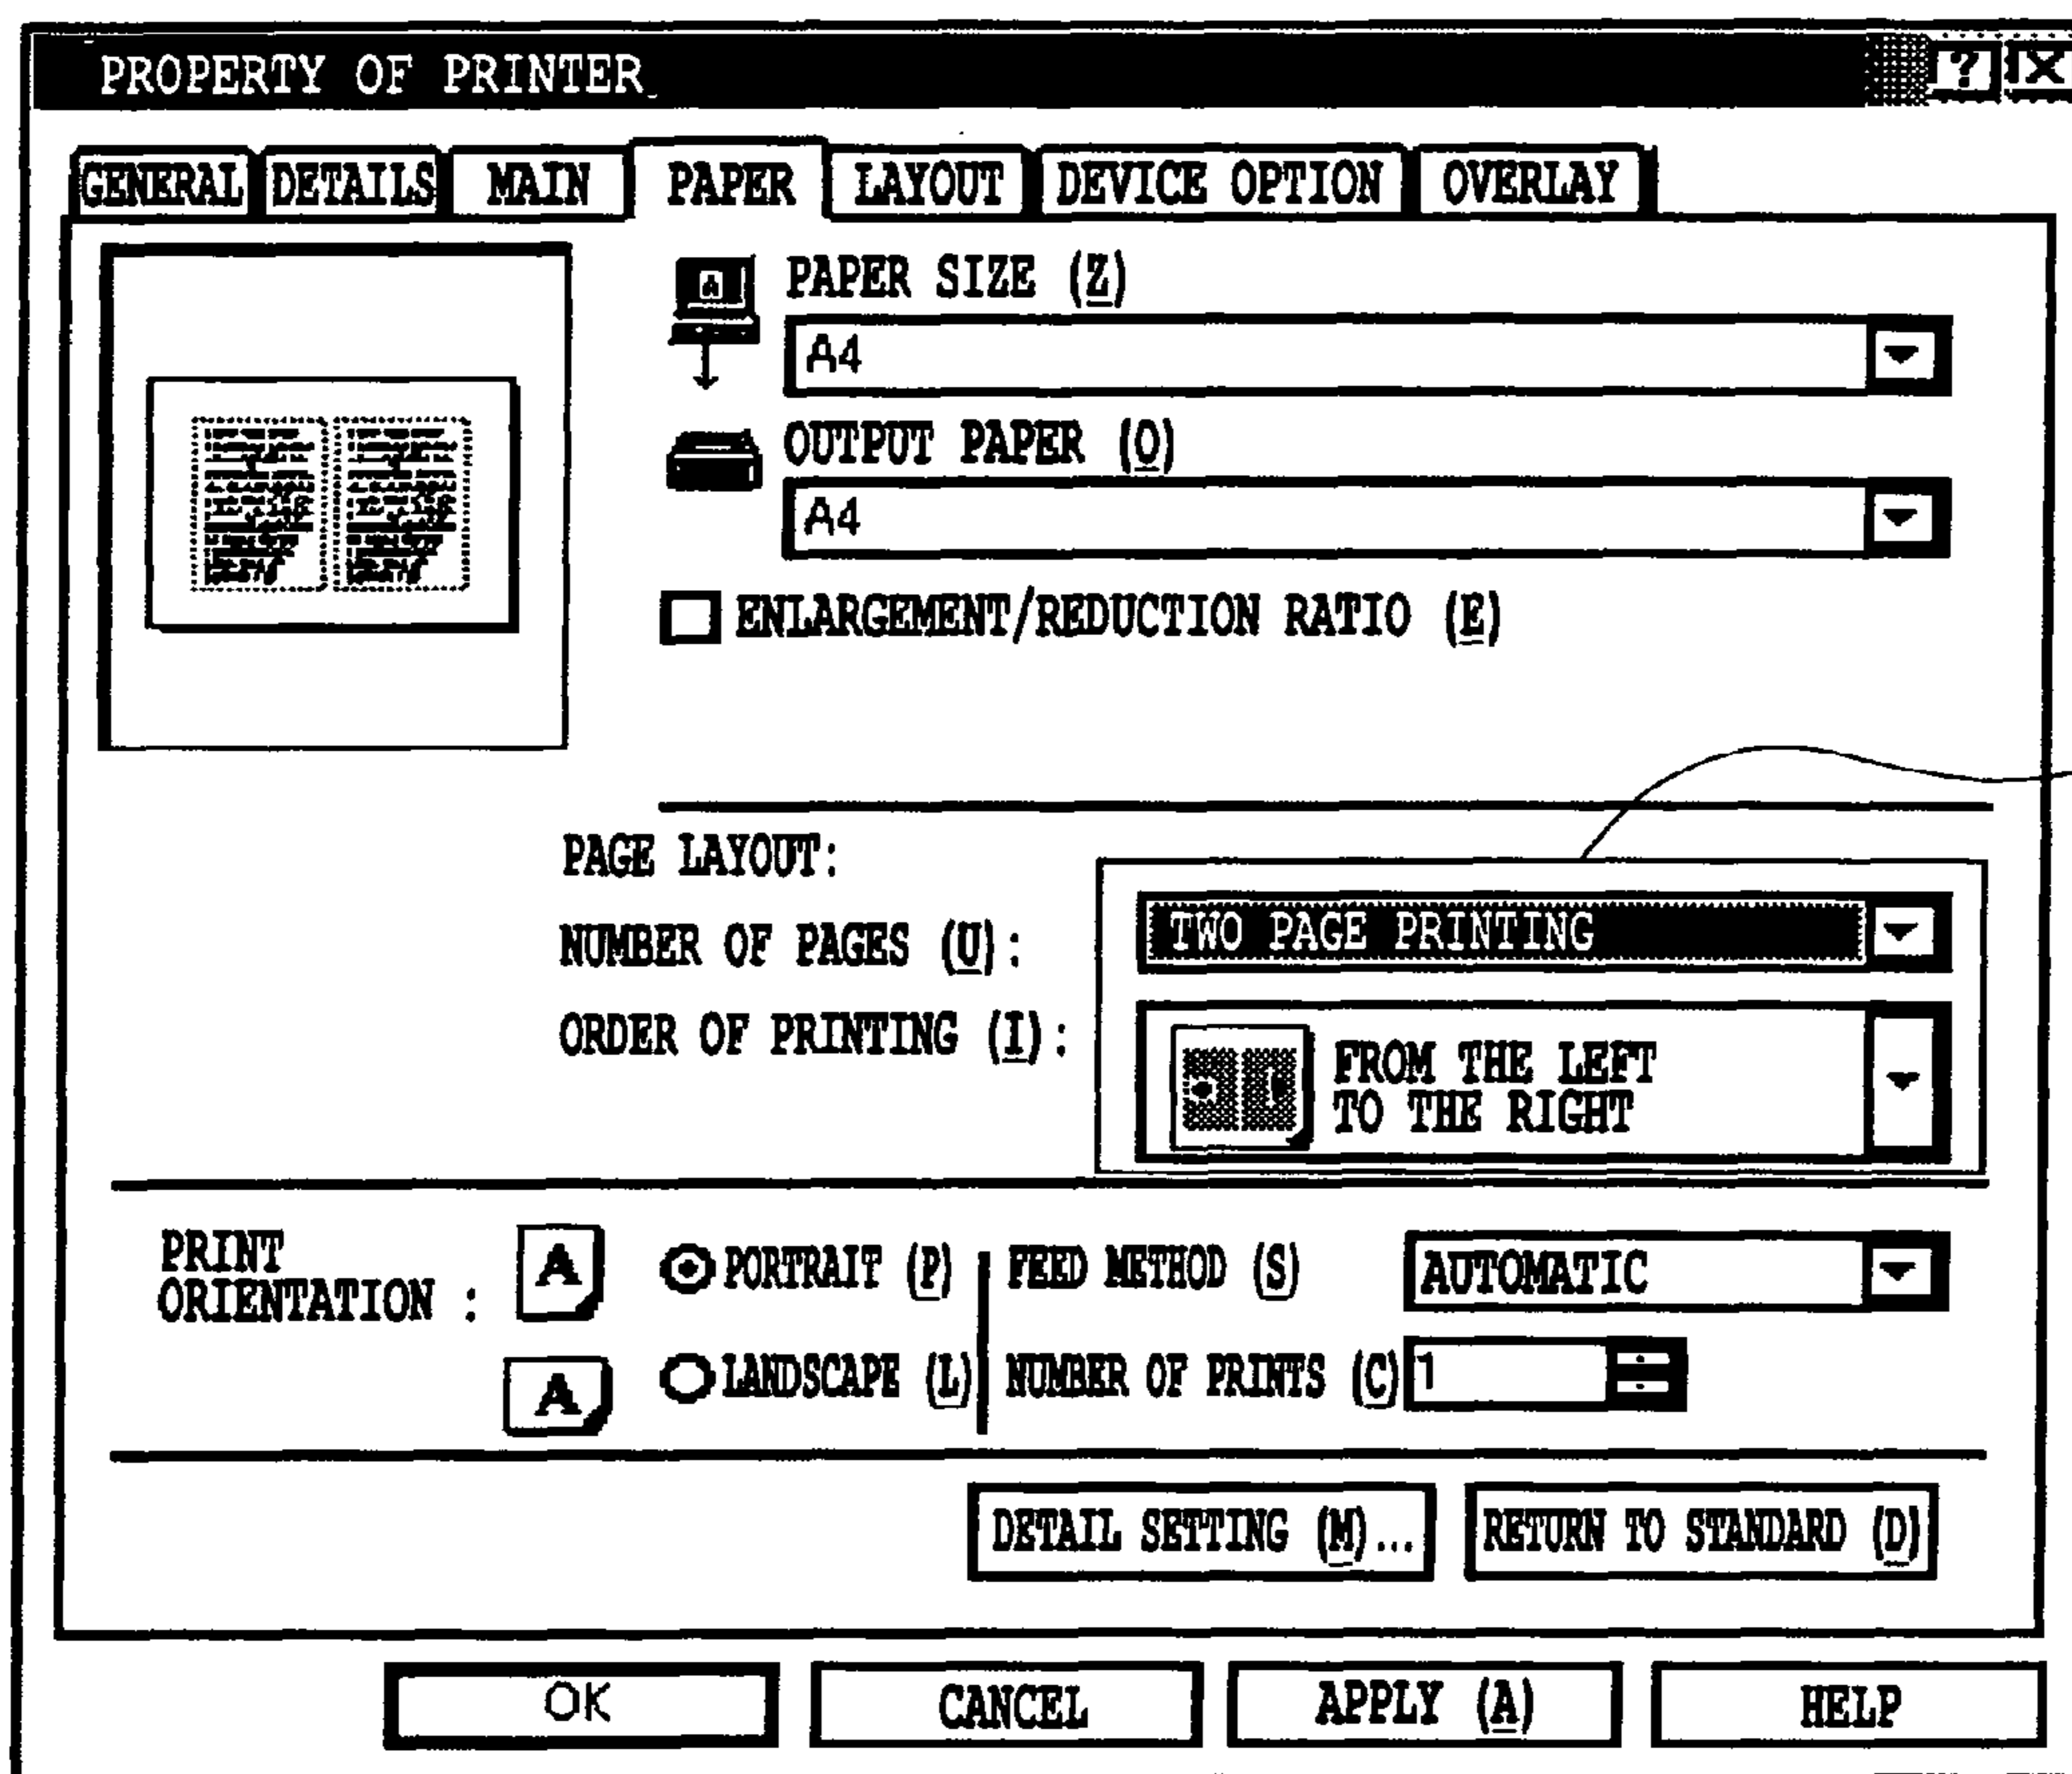 PROPERTY OF PRINTER
? X
GENERAL DETAILS MAIN PAPER LAYOUT DEVICE OPTION OVERLAY
A
PAPER SIZE (Z)
A4
OUTPUT PAPER (O)
A4
ENLARGEMENT/REDUCTION RATIO (E)
PAGE LAYOUT:
NUMBER OF PAGES (U): TWO PAGE PRINTING
ORDER OF PRINTING (I): FROM THE LEFT
TO THE RIGHT
PRINT
ORIENTATION :
A PORTRAIT (P) FEED METHOD (S) AUTOMATIC
A LANDSCAPE (L) NUMBER OF PRINTS (C) 1
DETAIL SETTING (M)... RETURN TO STANDARD (D)
OK CANCEL APPLY (A) HELP